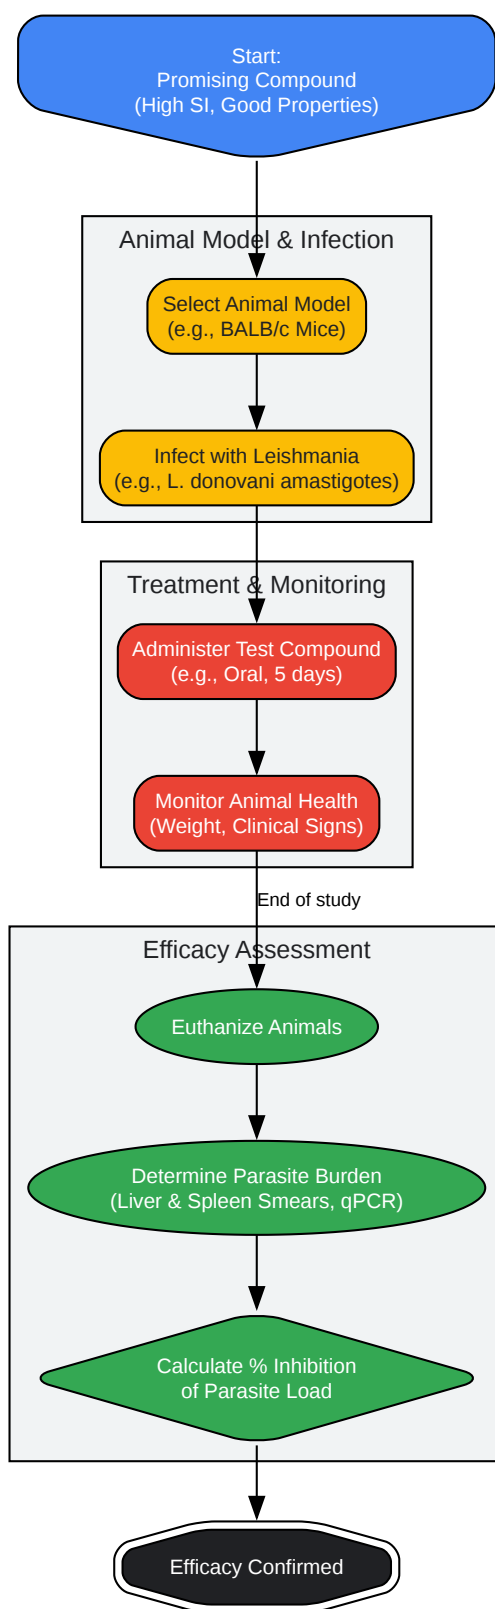 Start:
Promising Compound
(High SI, Good Properties)
Animal Model & Infection
Select Animal Model
(e.g., BALB/c Mice)
Infect with Leishmania
(e.g., L. donovani amastigotes)
Treatment & Monitoring
Administer Test Compound
(e.g., Oral, 5 days)
Monitor Animal Health
(Weight, Clinical Signs)
End of study
Efficacy Assessment
Euthanize Animals
Determine Parasite Burden
(Liver & Spleen Smears, qPCR)
Calculate % Inhibition
of Parasite Load
Efficacy Confirmed